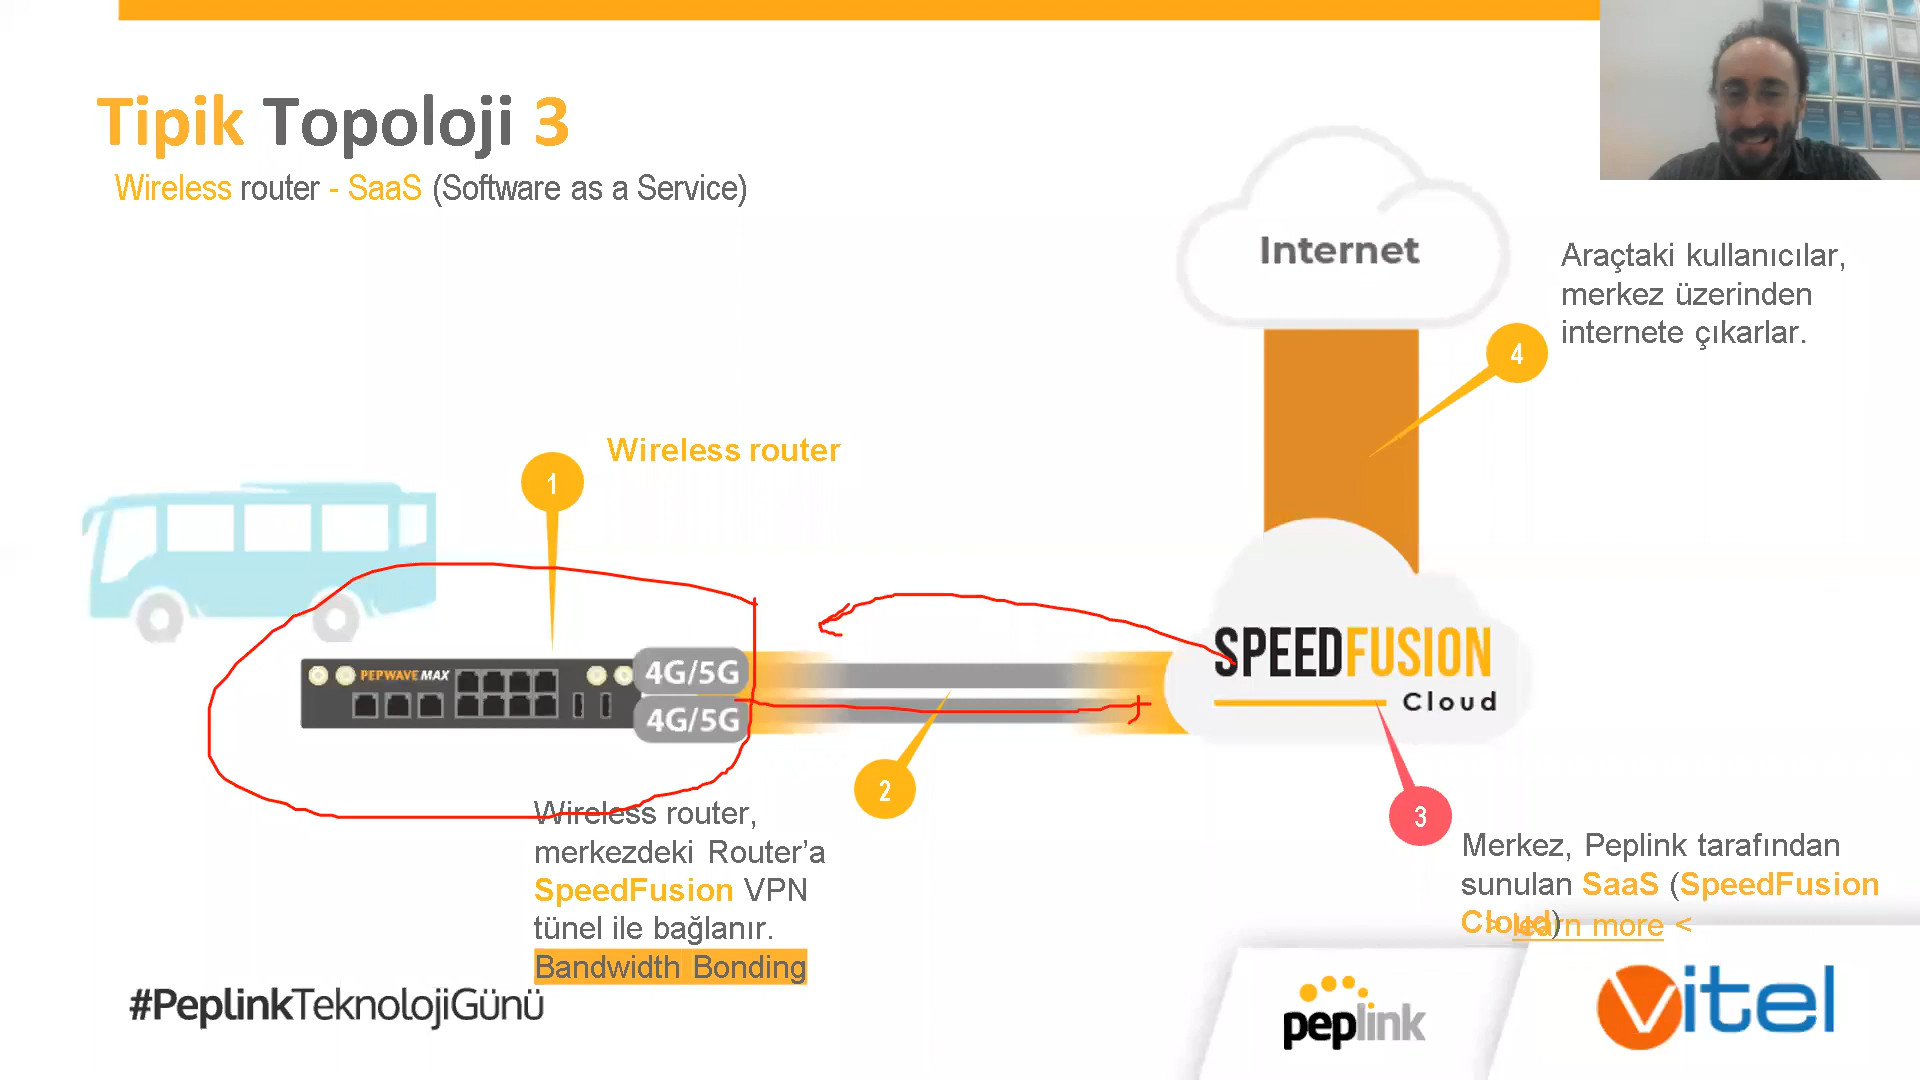 Tipik Topoloji 3
Wireless router - SaaS (Software as a Service)
Internet
Araçtaki kullanıcılar,
merkez üzerinden
internete çıkarlar.
4
Wireless router
1
PEPWAVE MAX
4G/5G
4G/5G
SPEEDFUSION
Cloud
2
Wireless router,
merkezdeki Router’a
SpeedFusion VPN
tünel ile bağlanır.
Bandwidth Bonding
3
Merkez, Peplink tarafından
sunulan SaaS (SpeedFusion
Cloud)
> learn more <
#PeplinkTeknolojiGünü
peplink
Vitel